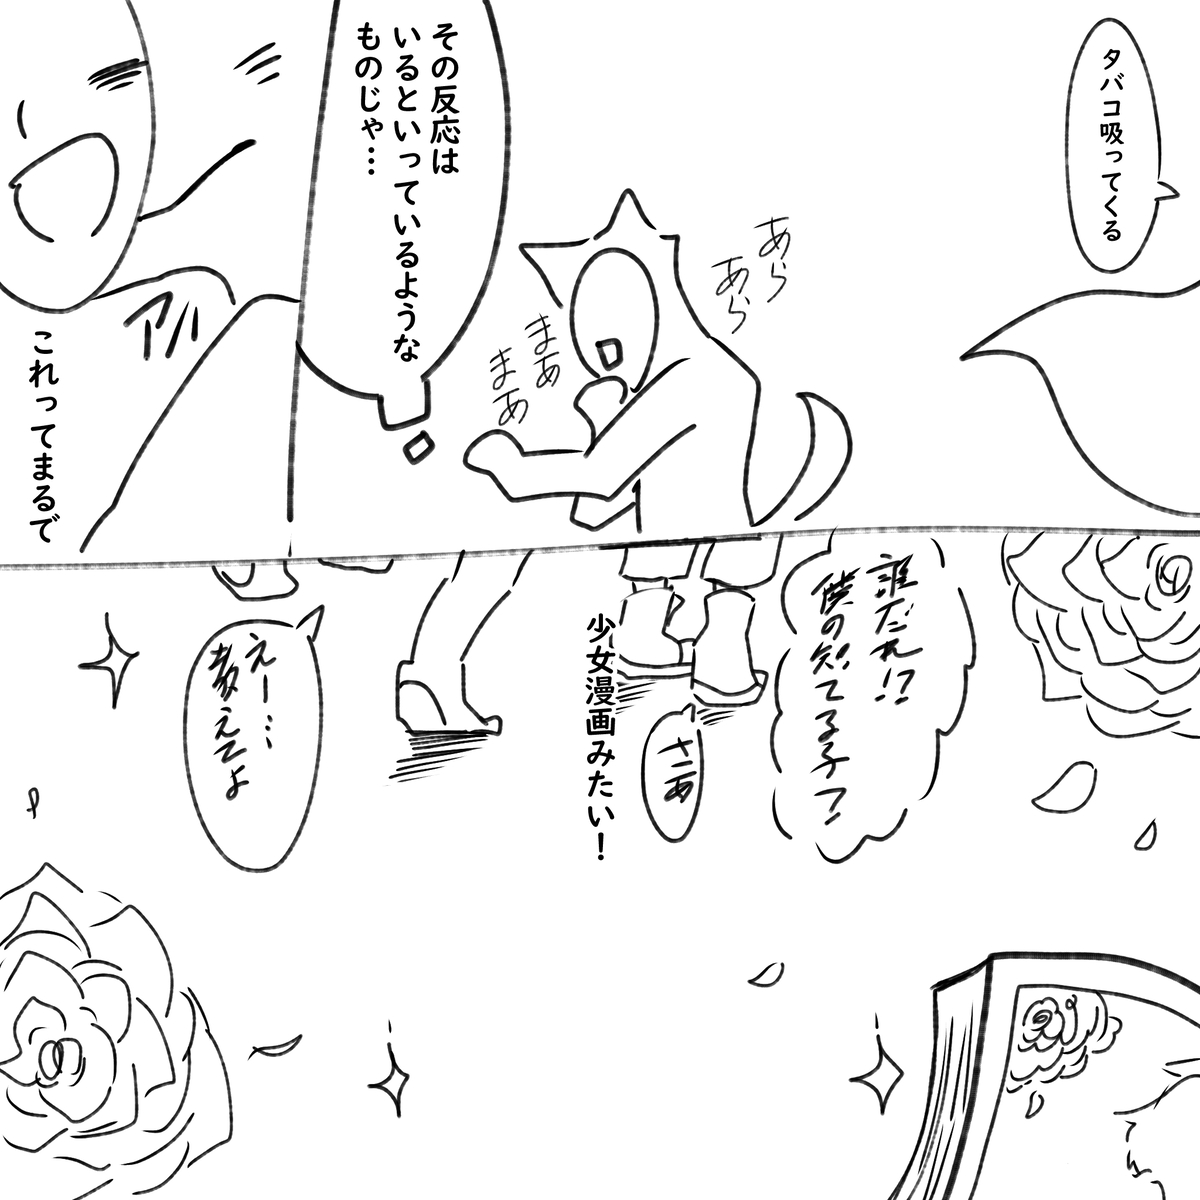 タバコ吸ってくる
あら
あら
まあ
まあ
その反応は
いるといっているような
ものじゃ…
アハ
これってまるで
誰だれ!?
僕の知ってる子?
さあ
少女漫画みたい!
えー…
教えてよ